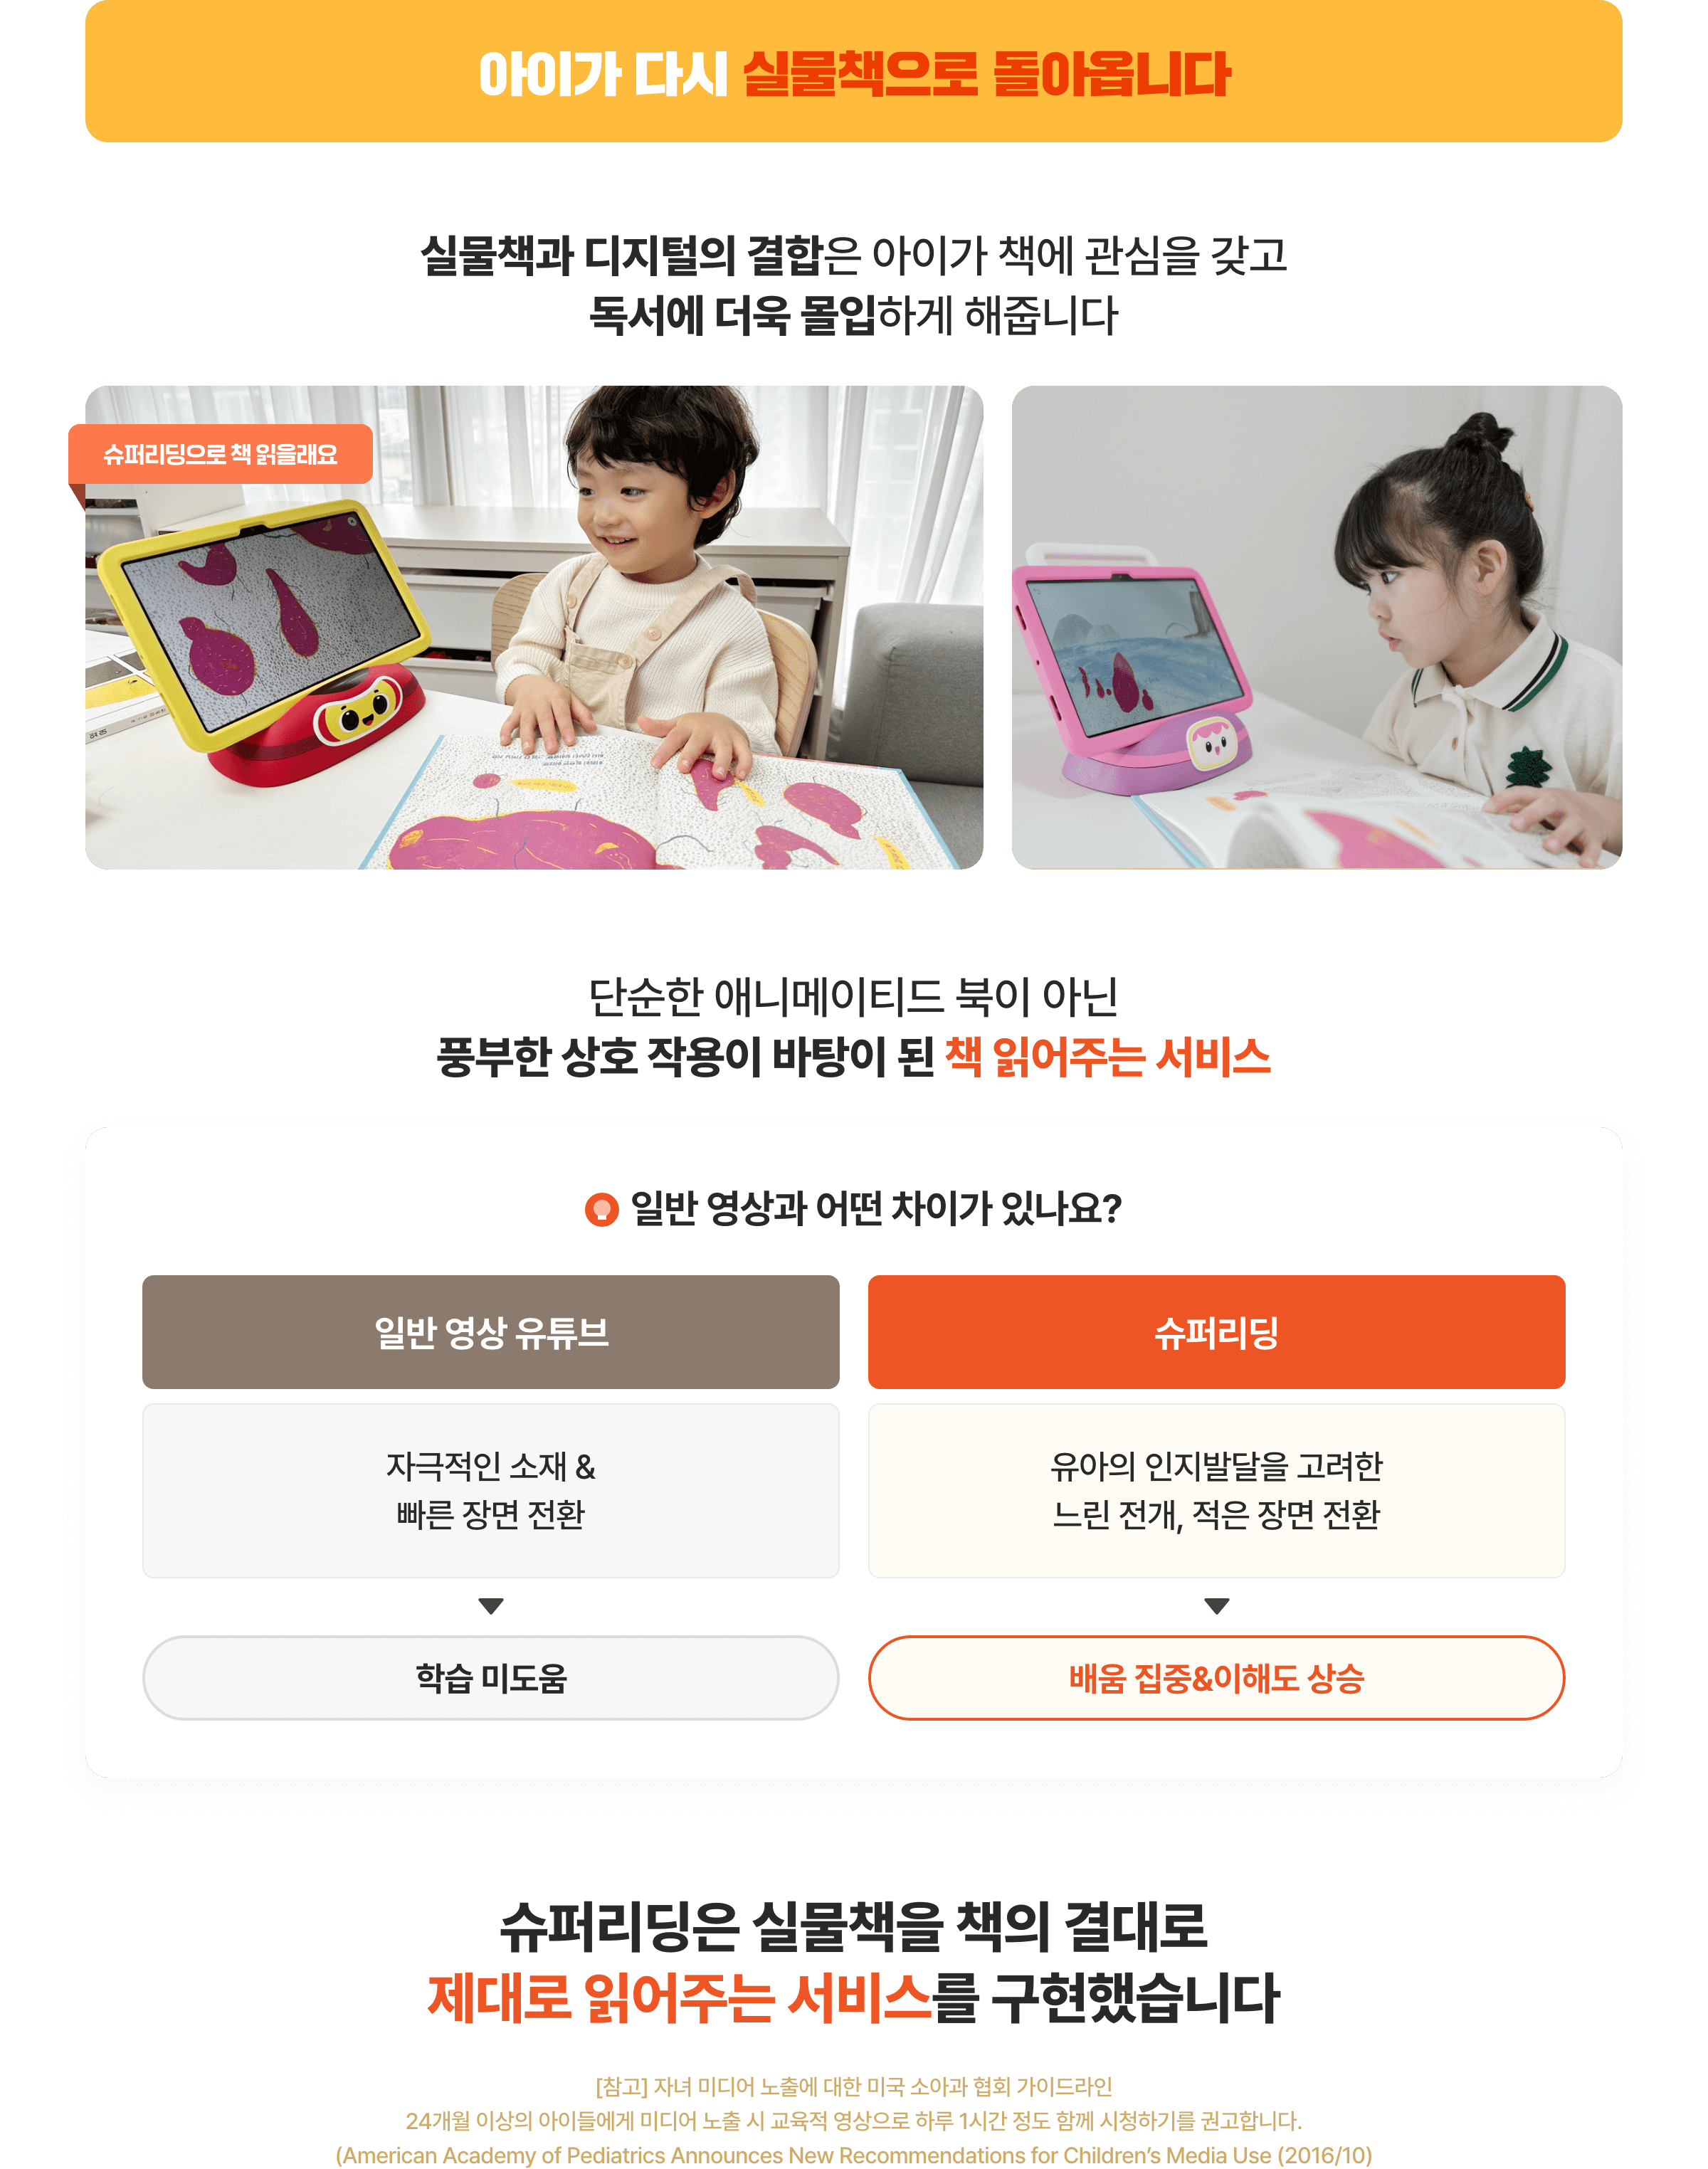 아이가 다시 실물책으로 돌아옵니다
실물책과 디지털의 결합은 아이가 책에 관심을 갖고
독서에 더욱 몰입하게 해줍니다
슈퍼리딩으로 책 읽을래요
단순한 애니메이티드 북이 아닌
풍부한 상호 작용이 바탕이 된 책 읽어주는 서비스
일반 영상과 어떤 차이가 있나요?
일반 영상 유튜브
슈퍼리딩
자극적인 소재 &
빠른 장면 전환
유아의 인지발달을 고려한
느린 전개, 적은 장면 전환
학습 미도움
배움 집중&이해도 상승
슈퍼리딩은 실물책을 책의 결대로
제대로 읽어주는 서비스를 구현했습니다
[참고] 자녀 미디어 노출에 대한 미국 소아과 협회 가이드라인
24개월 이상의 아이들에게 미디어 노출 시 교육적 영상으로 하루 1시간 정도 함께 시청하기를 권고합니다.
(American Academy of Pediatrics Announces New Recommendations for Children’s Media Use (2016/10)